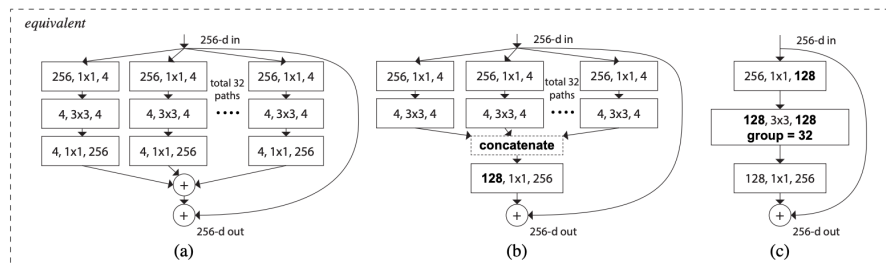 equivalent
256-d in
256, 1x1, 4
256, 1x1, 4
256, 1x1, 4
total 32
paths
....
4, 3x3, 4
4, 3x3, 4
4, 3x3, 4
4, 1x1, 256
4, 1x1, 256
4, 1x1, 256
+
+
256-d out
(a)
256-d in
256, 1x1, 4
256, 1x1, 4
256, 1x1, 4
total 32
paths
....
4, 3x3, 4
4, 3x3, 4
4, 3x3, 4
concatenate
128, 1x1, 256
+
256-d out
(b)
256-d in
256, 1x1, 128
128, 3x3, 128
group = 32
128, 1x1, 256
+
256-d out
(c)